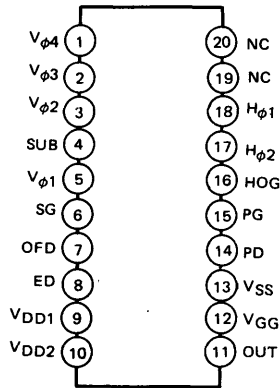 Vφ4 1 20 NC
Vφ3 2 19 NC
Vφ2 3 18 Hφ1
SUB 4 17 Hφ2
Vφ1 5 16 HOG
SG 6 15 PG
OFD 7 14 PD
ED 8 13 VSS
VDD1 9 12 VGG
VDD2 10 11 OUT